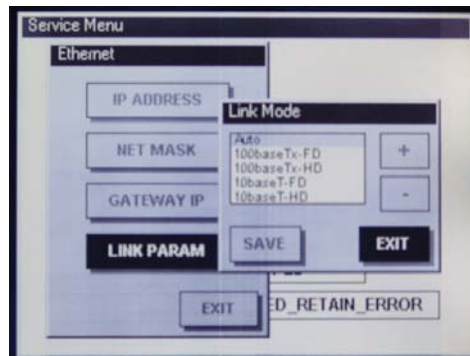 Service Menu
Ethernet
IP ADDRESS
NET MASK
GATEWAY IP
LINK PARAM
EXIT
Link Mode
Auto
100baseTx-FD
100baseTx-HD
10baseT-FD
10baseT-HD
+
-
SAVE
EXIT
ED_RETAIN_ERROR